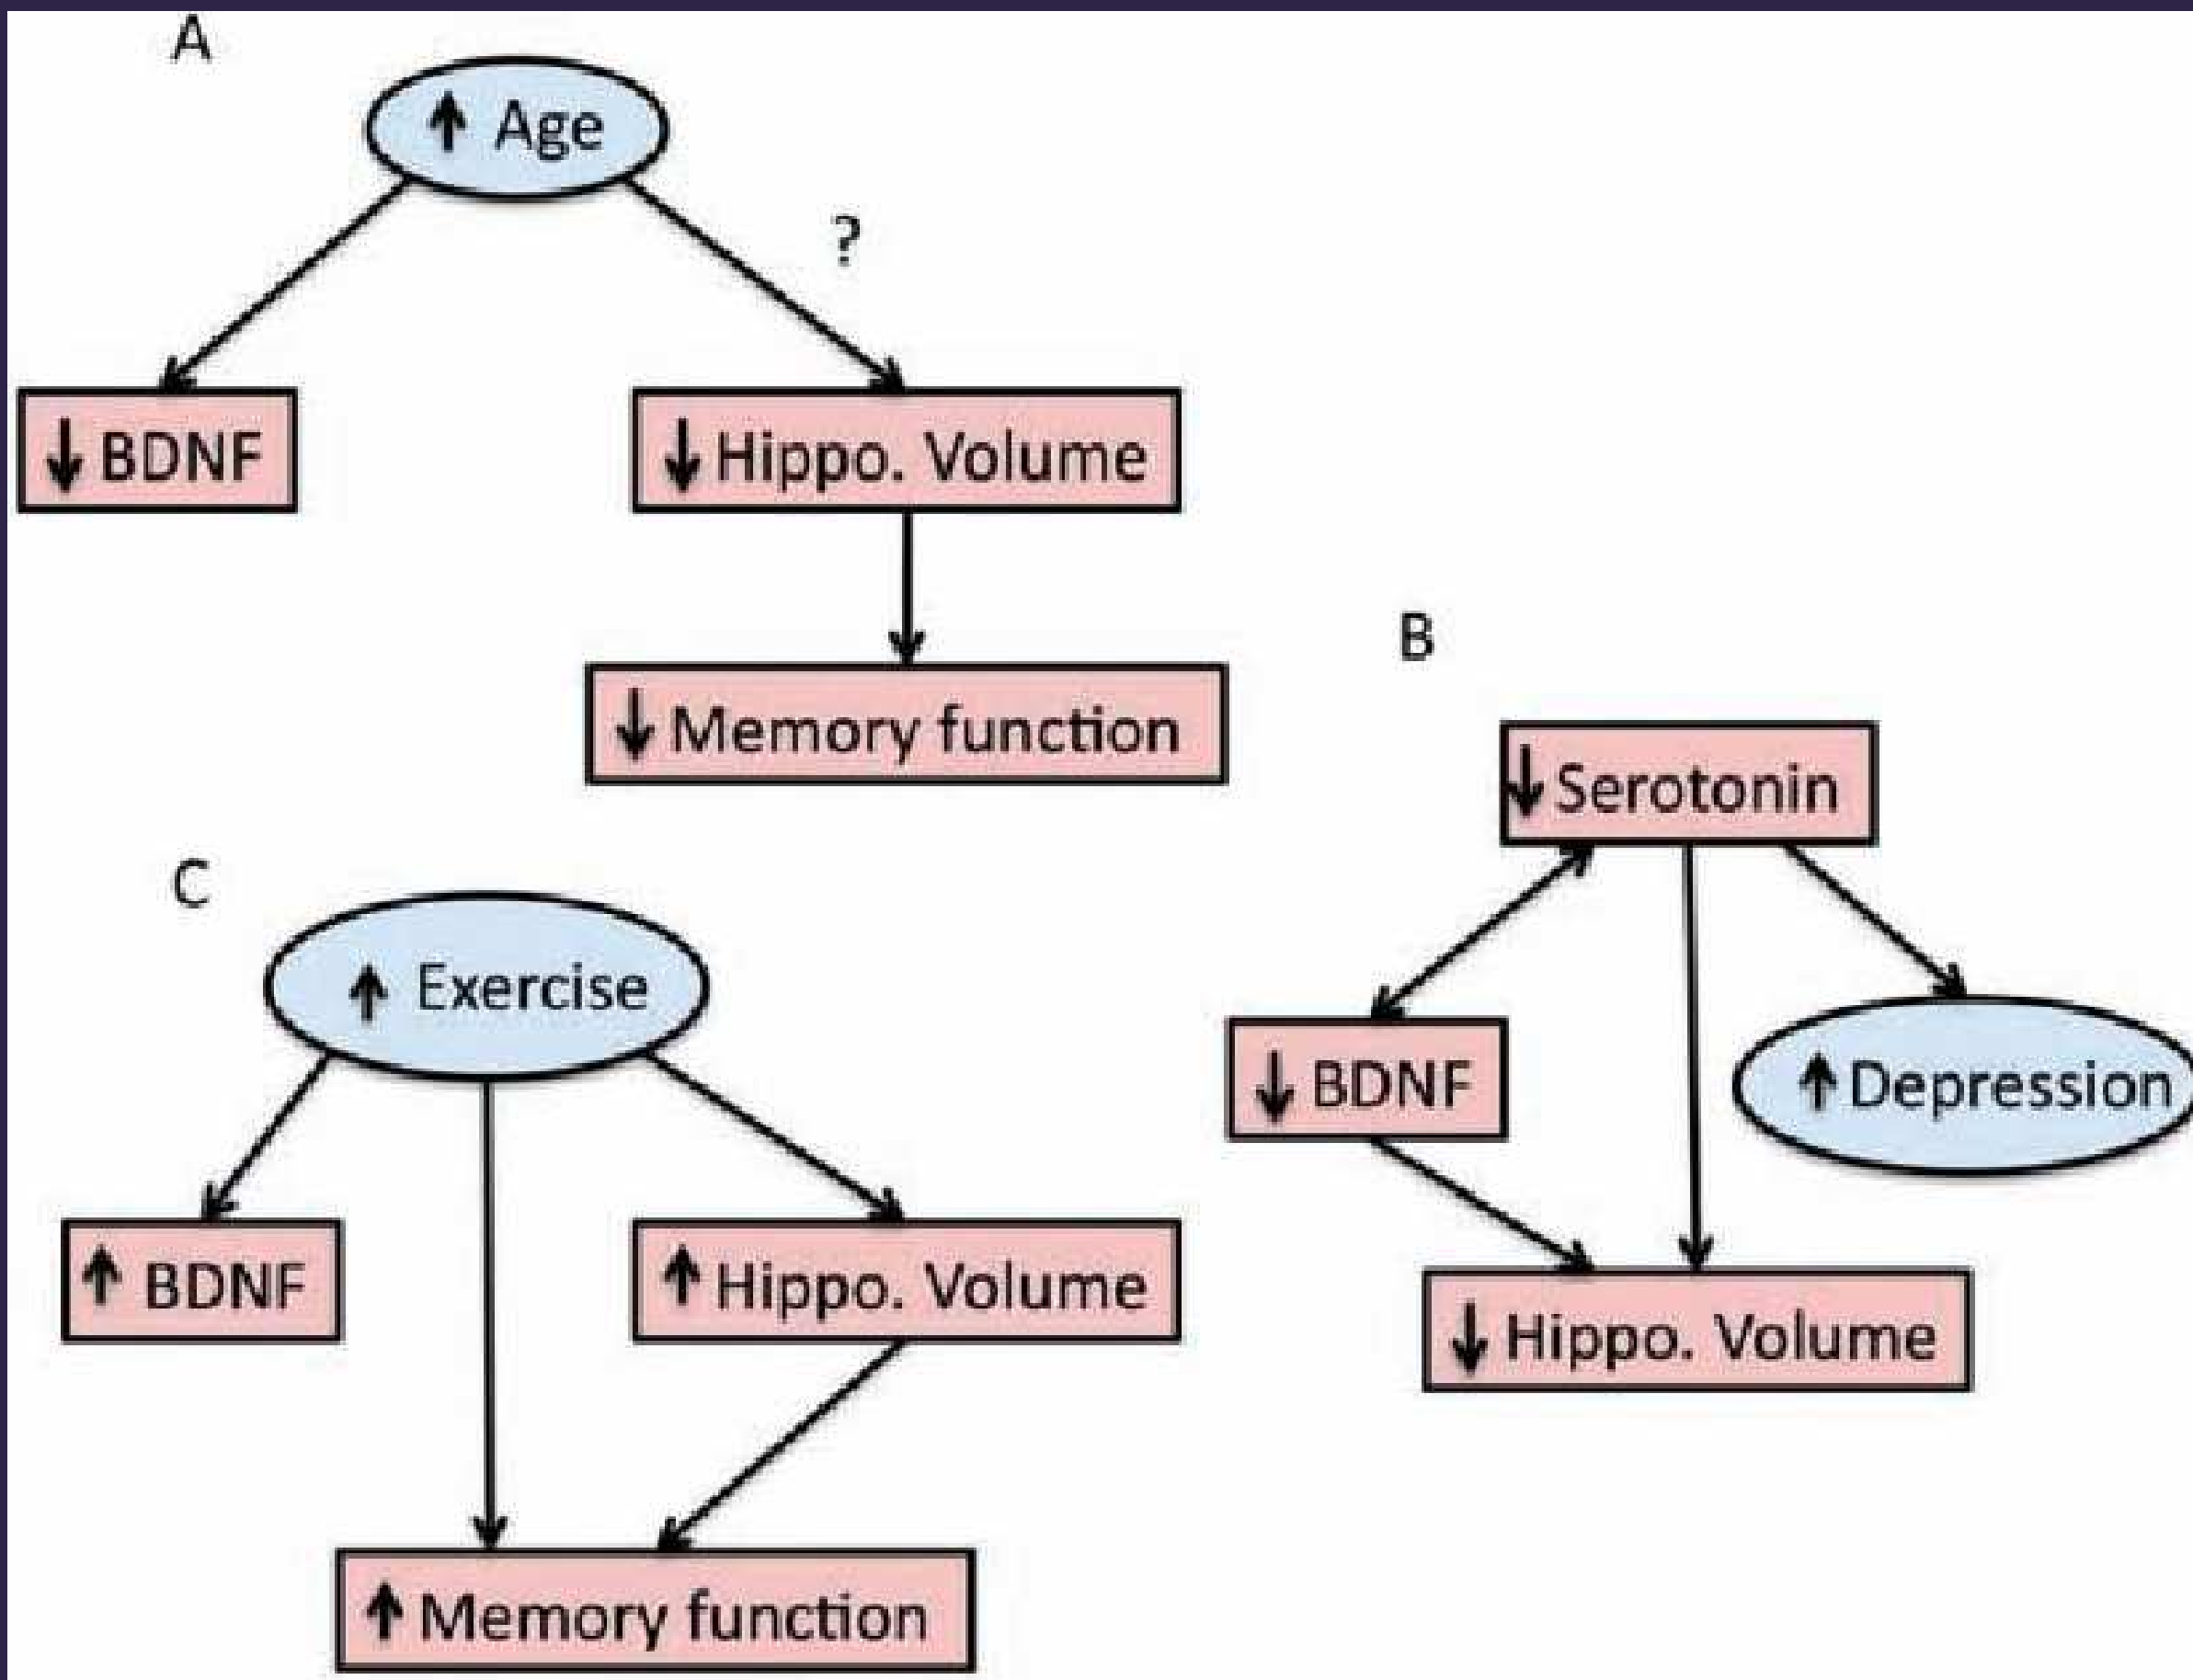 A
↑ Age
?
↓ BDNF
↓ Hippo. Volume
↓ Memory function
B
↓ Serotonin
↓ BDNF
↑ Depression
↓ Hippo. Volume
C
↑ Exercise
↑ BDNF
↑ Hippo. Volume
↑ Memory function